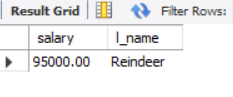 Result Grid Filter Rows:
salary l_name
95000.00 Reindeer